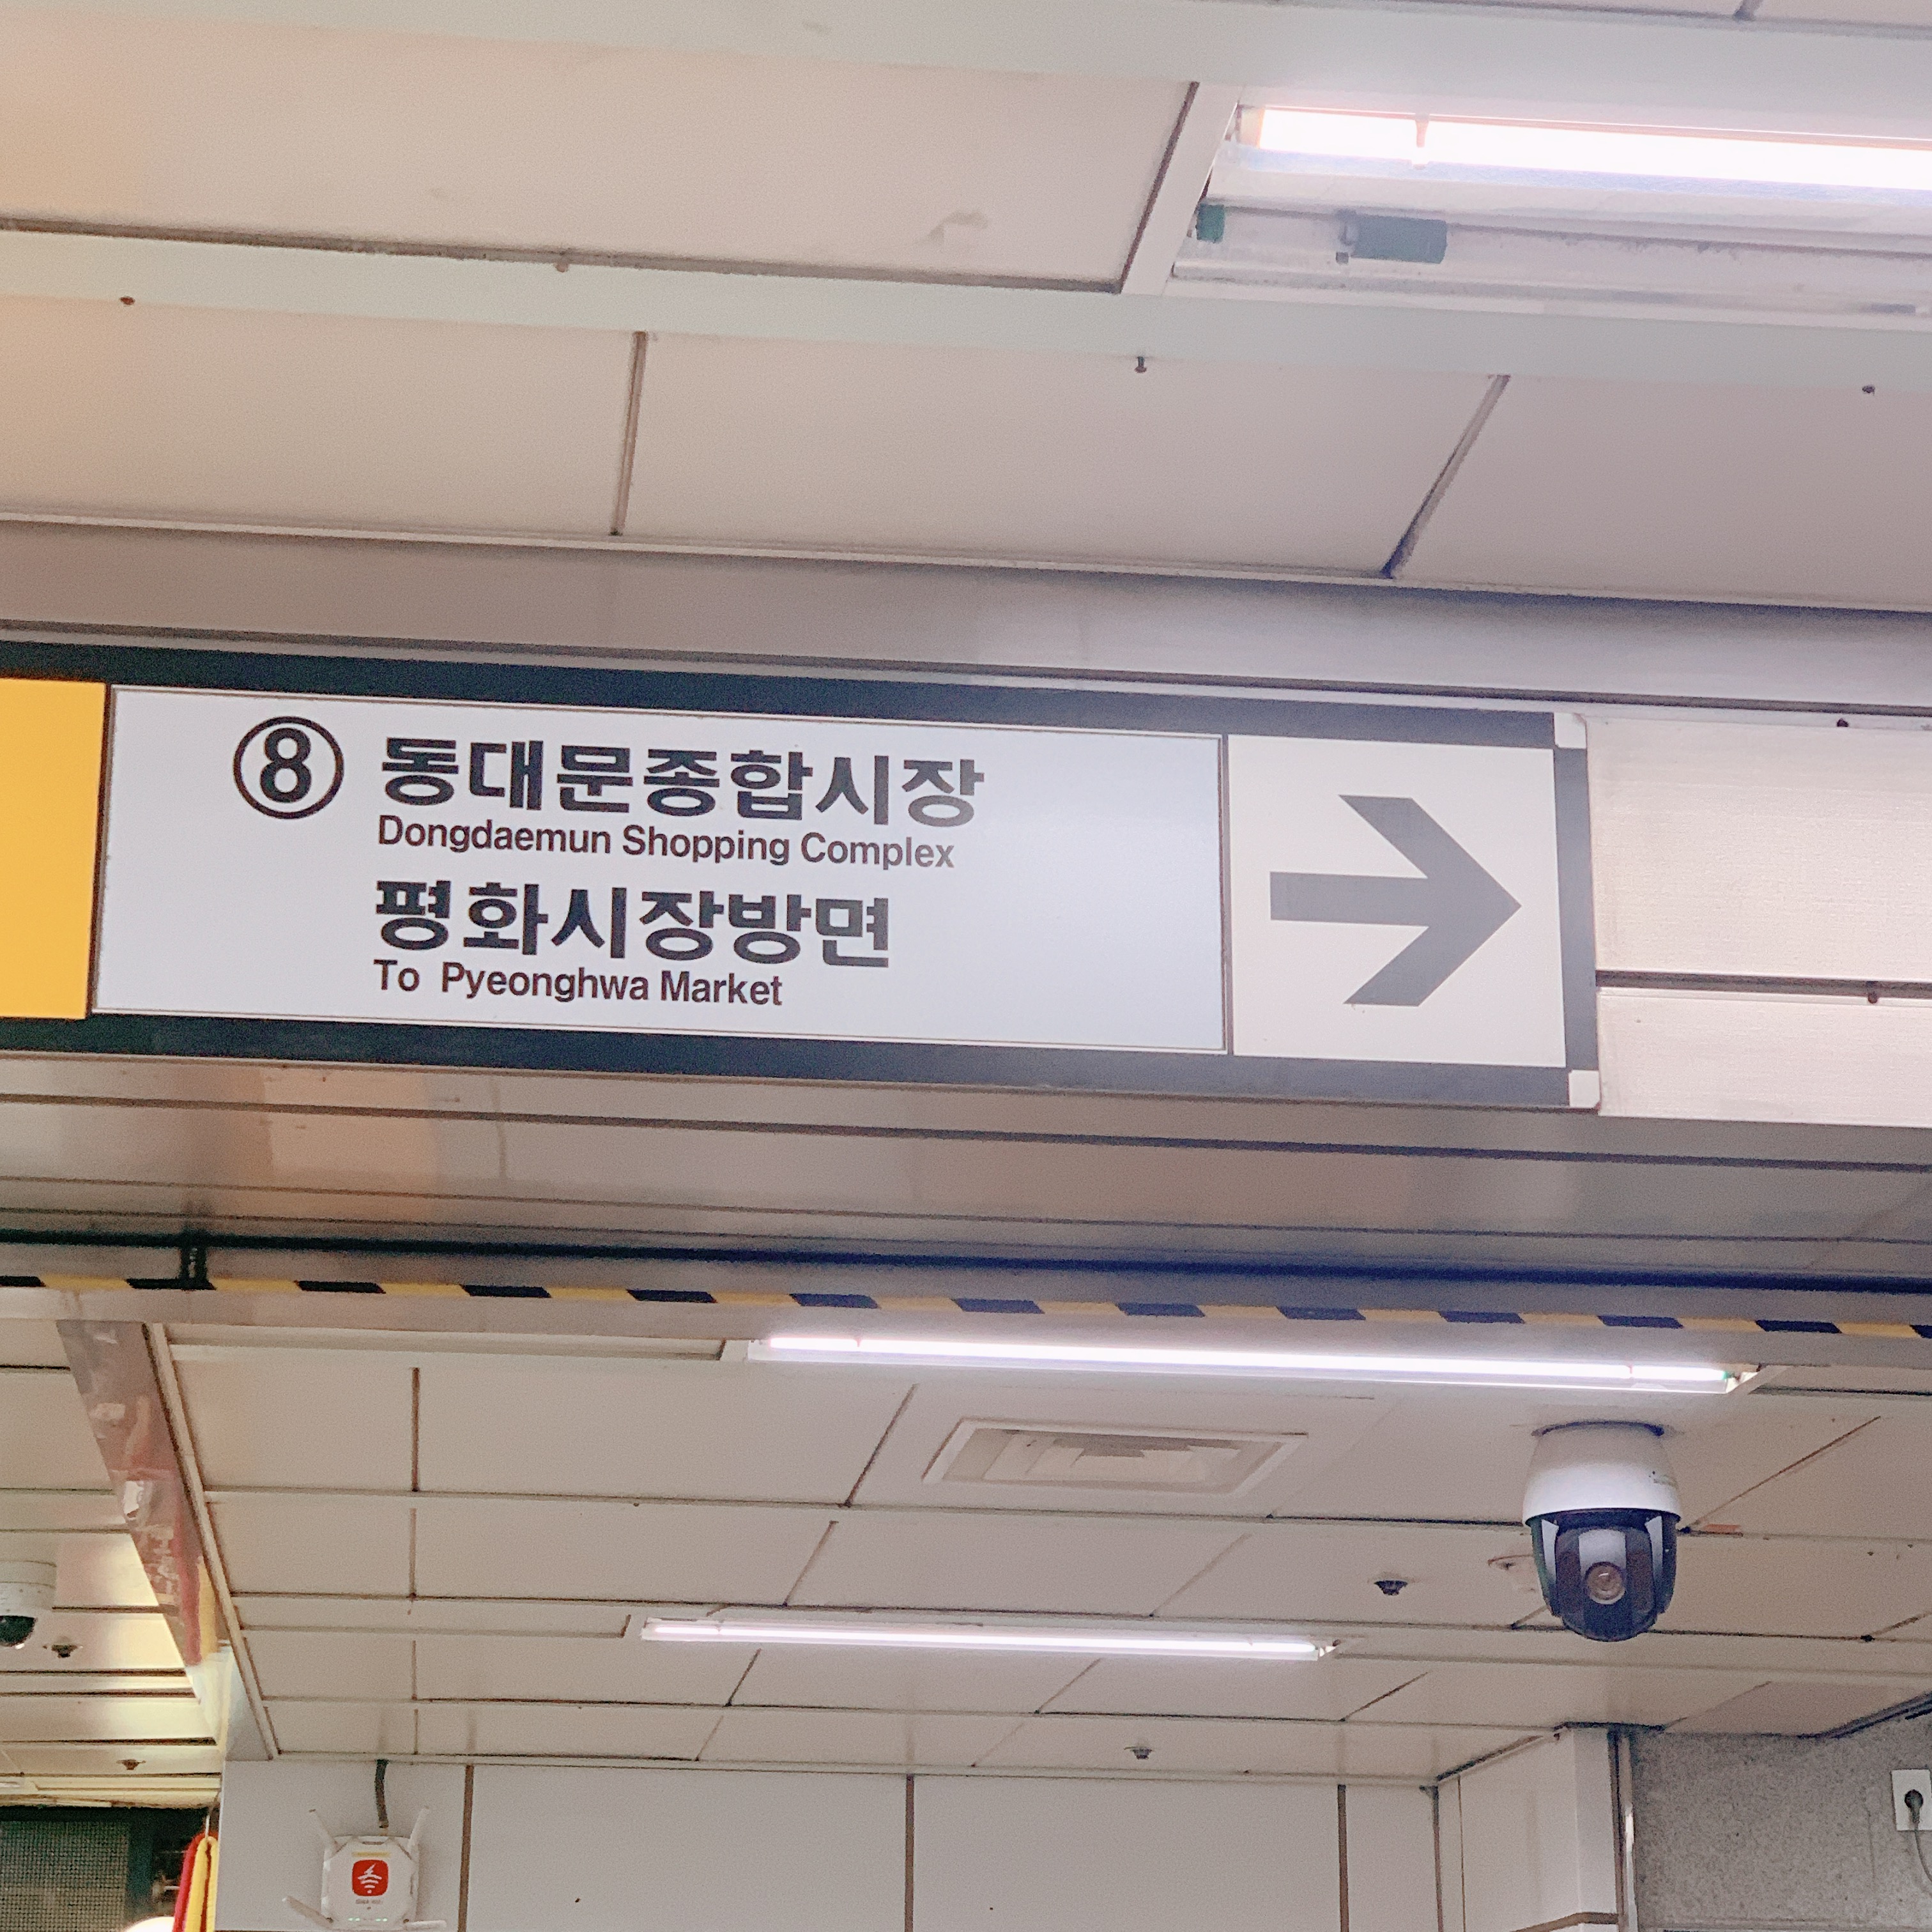 ⑧ 동대문종합시장
Dongdaemun Shopping Complex
평화시장방면
To Pyeonghwa Market